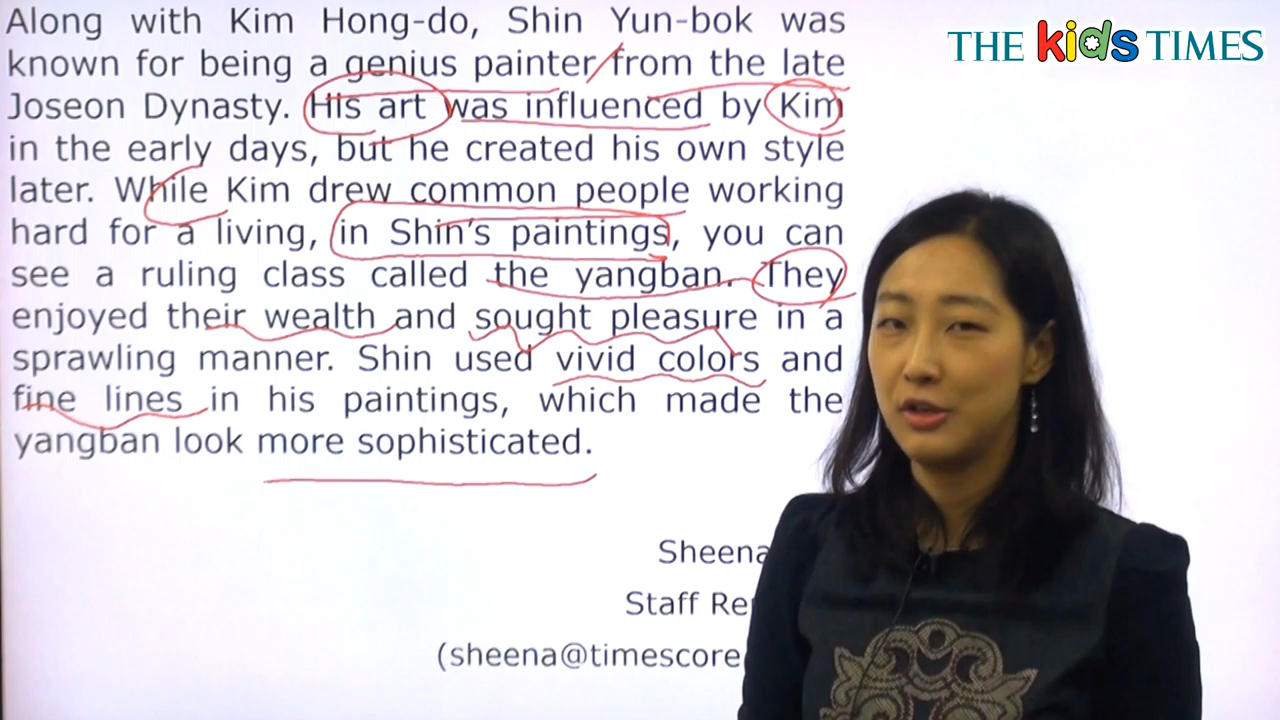 Along with Kim Hong-do, Shin Yun-bok was
known for being a genius painter from the late
Joseon Dynasty. His art was influenced by Kim
in the early days, but he created his own style
later. While Kim drew common people working
hard for a living, in Shin's paintings, you can
see a ruling class called the yangban. They
enjoyed their wealth and sought pleasure in a
sprawling manner. Shin used vivid colors and
fine lines in his paintings, which made the
yangban look more sophisticated.
Sheena
Staff
(sheena@timescore
THE kids TIMES